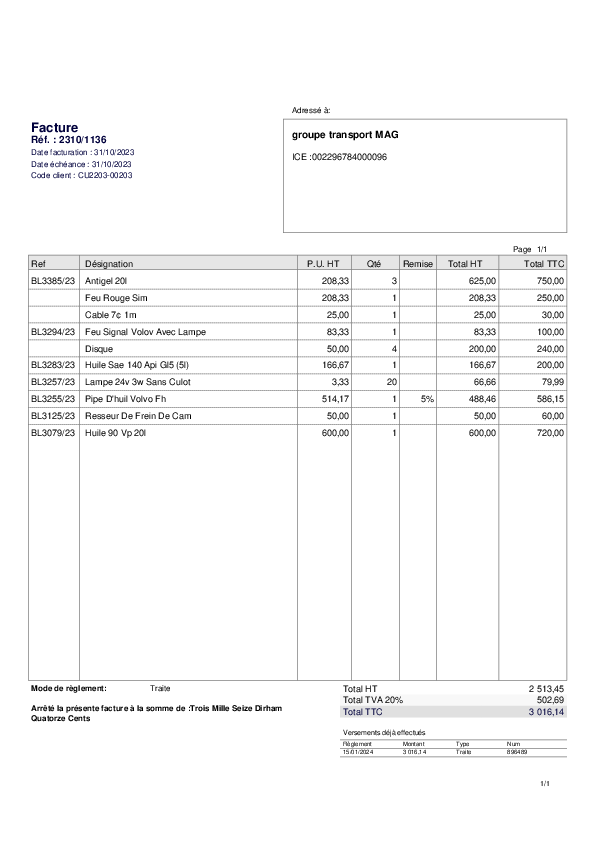 Adressé à:
Facture
Réf. : 2310/1136
Date facturation : 31/10/2023
Date échéance : 31/10/2023
Code client : CU2203-00203
groupe transport MAG
ICE :002296784000096
Page 1/1
Ref Désignation P.U. HT Qté Remise Total HT Total TTC
BL3385/23 Antigel 20l 208,33 3 625,00 750,00
Feu Rouge Sim 208,33 1 208,33 250,00
Cable 7¢ 1m 25,00 1 25,00 30,00
BL3294/23 Feu Signal Volov Avec Lampe 83,33 1 83,33 100,00
Disque 50,00 4 200,00 240,00
BL3283/23 Huile Sae 140 Api Gl5 (5l) 166,67 1 166,67 200,00
BL3257/23 Lampe 24v 3w Sans Culot 3,33 20 66,66 79,99
BL3255/23 Pipe D'huil Volvo Fh 514,17 1 5% 488,46 586,15
BL3125/23 Resseur De Frein De Cam 50,00 1 50,00 60,00
BL3079/23 Huile 90 Vp 20l 600,00 1 600,00 720,00
Mode de règlement: Traite
Total HT 2 513,45
Total TVA 20% 502,69
Total TTC 3 016,14
Arrêté la présente facture à la somme de :Trois Mille Seize Dirham
Quatorze Cents
Versements déjà effectués
Règlement Montant Type Num
15/01/2024 3 016,14 Traite 896489
1/1